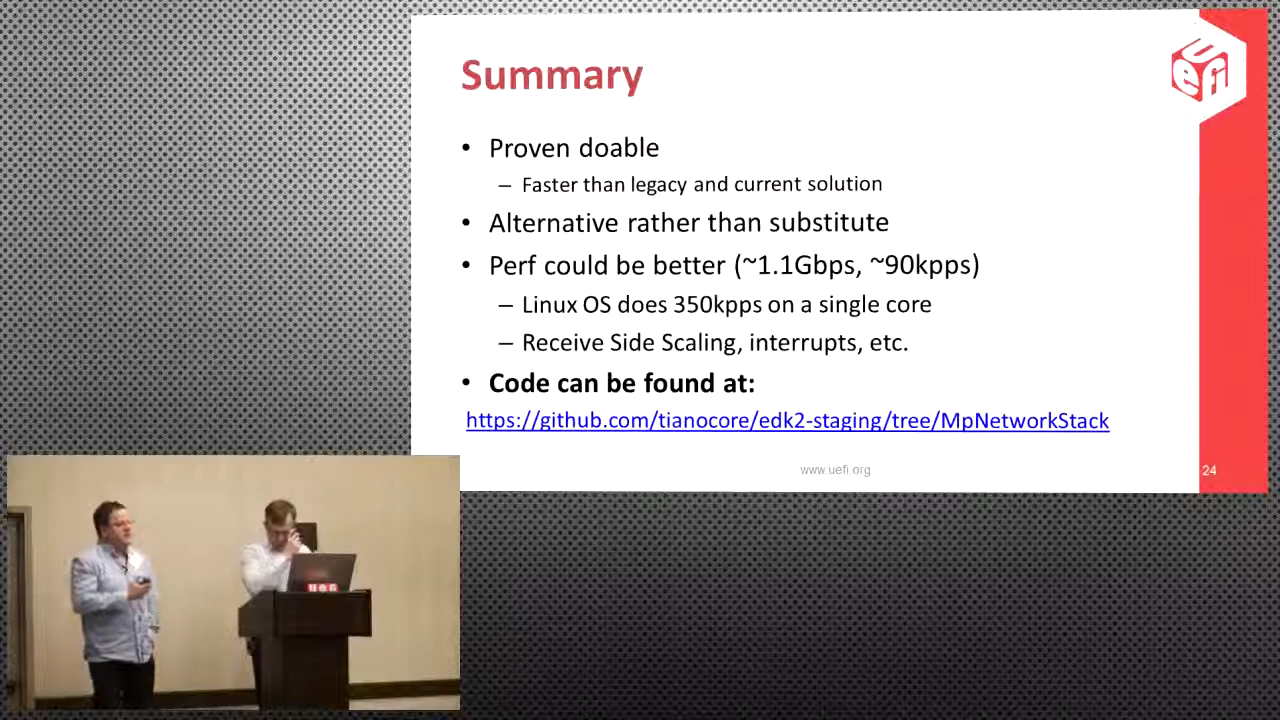 Summary
uefi
• Proven doable
– Faster than legacy and current solution
• Alternative rather than substitute
• Perf could be better (~1.1Gbps, ~90kpps)
– Linux OS does 350kpps on a single core
– Receive Side Scaling, interrupts, etc.
• Code can be found at:
https://github.com/tianocore/edk2-staging/tree/MpNetworkStack
www uefi org
24